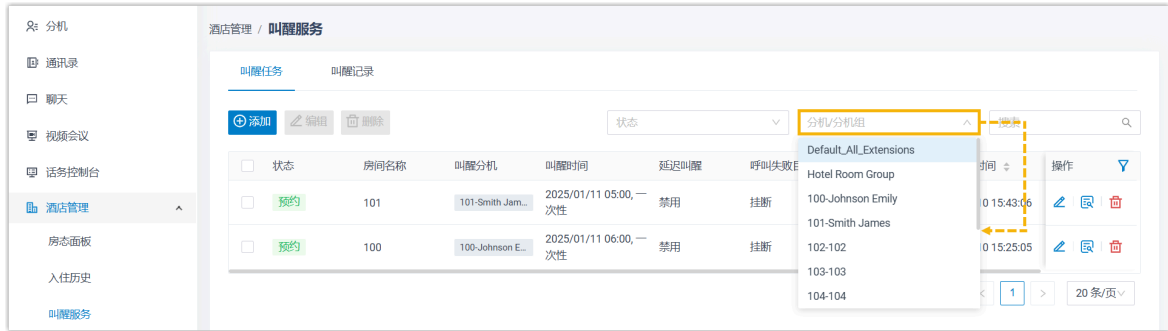 分机
通讯录
聊天
视频会议
话务控制台
酒店管理
房态面板
入住历史
叫醒服务
酒店管理 / 叫醒服务
叫醒任务 叫醒记录
添加 编辑 删除 状态 分机/分机组 搜索
Default_All_Extensions
Hotel Room Group
100-Johnson Emily
101-Smith James
102-102
103-103
104-104
状态 房间名称 叫醒分机 叫醒时间 延迟叫醒 呼叫失败目 时间 操作
预约 101 101-Smith Jam... 2025/01/11 05:00, 一次性 禁用 挂断 0 15:43:06
预约 100 100-Johnson E... 2025/01/11 06:00, 一次性 禁用 挂断 0 15:25:05
< 1 > 20 条/页